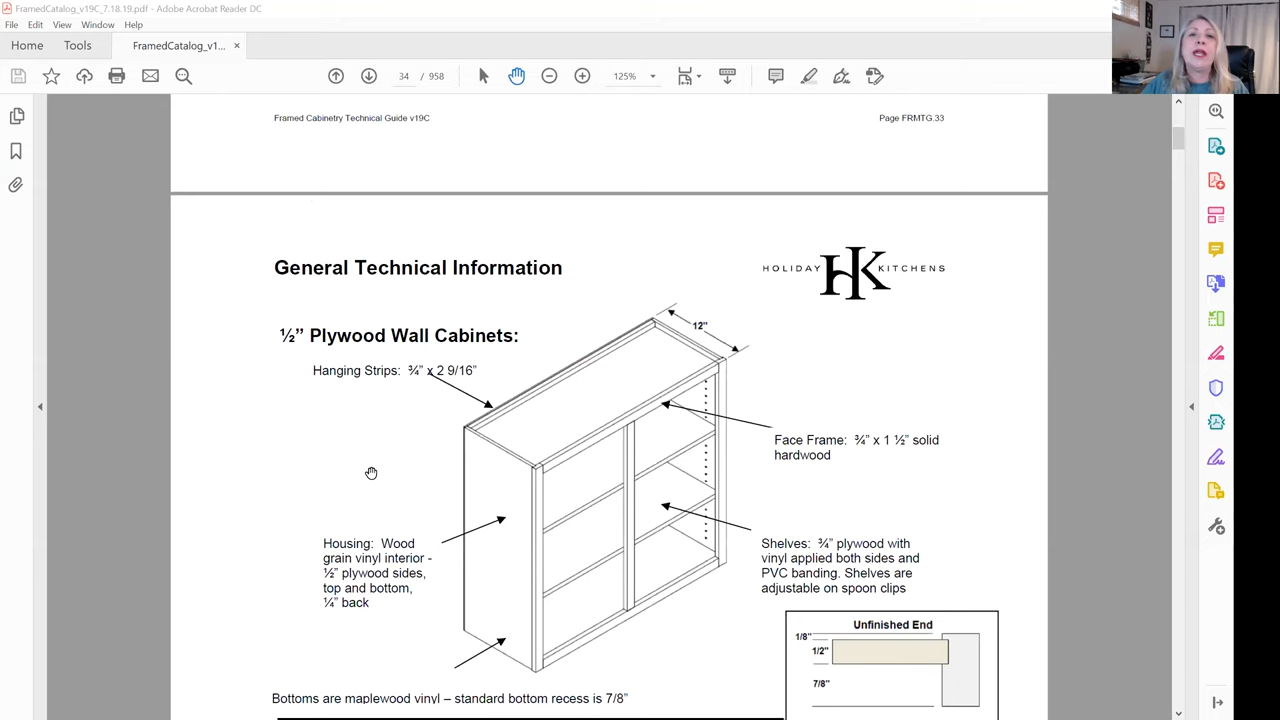 FramedCatalog_v19C_7.18.19.pdf - Adobe Acrobat Reader DC
File Edit View Window Help
Home Tools FramedCatalog_v1... ×
34 / 958 125%
Framed Cabinetry Technical Guide v19C Page FRMTG.33
General Technical Information
HOLIDAY HK KITCHENS
½” Plywood Wall Cabinets:
12"
Hanging Strips: ¾” x 2 9/16”
Face Frame: ¾” x 1 ½” solid
hardwood
Housing: Wood
grain vinyl interior -
½” plywood sides,
top and bottom,
¼” back
Shelves: ¾” plywood with
vinyl applied both sides and
PVC banding. Shelves are
adjustable on spoon clips
Unfinished End
1/8"
1/2"
7/8"
Bottoms are maplewood vinyl – standard bottom recess is 7/8”